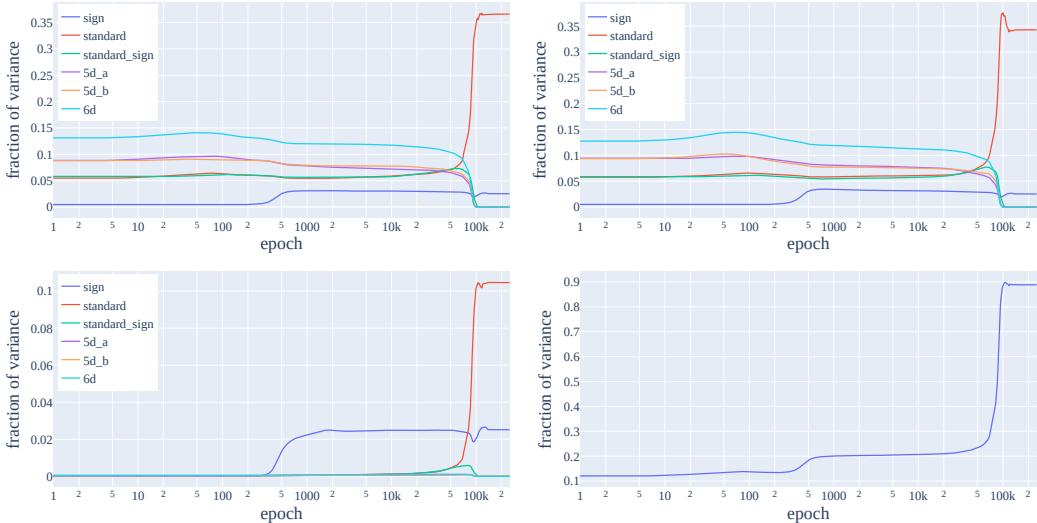 fraction of variance
0.35
0.3
0.25
0.2
0.15
0.1
0.05
0
sign
standard
standard_sign
5d_a
5d_b
6d
1 2 5 10 2 5 100 2 5 1000 2 5 10k 2 5 100k 2
epoch
fraction of variance
0.35
0.3
0.25
0.2
0.15
0.1
0.05
0
sign
standard
standard_sign
5d_a
5d_b
6d
1 2 5 10 2 5 100 2 5 1000 2 5 10k 2 5 100k 2
epoch
fraction of variance
0.1
0.08
0.06
0.04
0.02
0
sign
standard
standard_sign
5d_a
5d_b
6d
1 2 5 10 2 5 100 2 5 1000 2 5 10k 2 5 100k 2
epoch
fraction of variance
0.9
0.8
0.7
0.6
0.5
0.4
0.3
0.2
0.1
1 2 5 10 2 5 100 2 5 1000 2 5 10k 2 5 100k 2
epoch